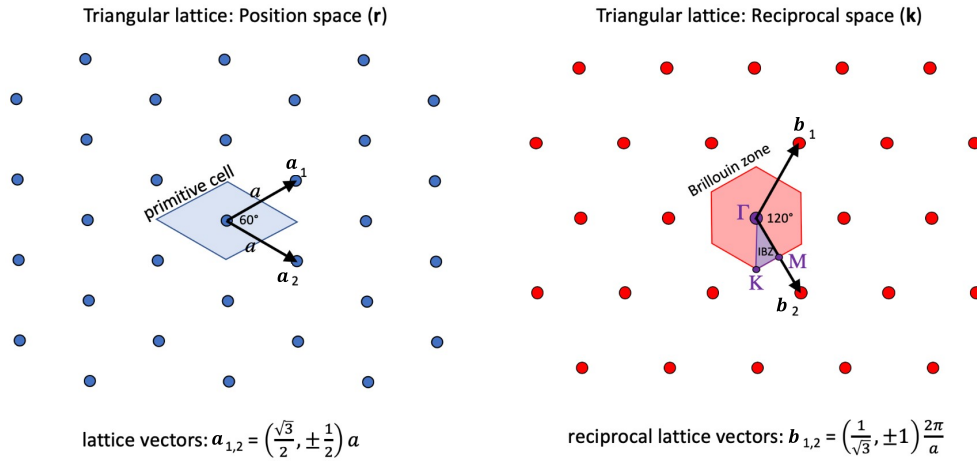 Triangular lattice: Position space (r)
primitive cell
a₁
a
60°
a
a₂
lattice vectors: a₁,₂ = (√3/2, ±1/2) a
Triangular lattice: Reciprocal space (k)
b₁
Brillouin zone
Γ
120°
IBZ
M
K
b₂
reciprocal lattice vectors: b₁,₂ = (1/√3, ±1) 2π/a